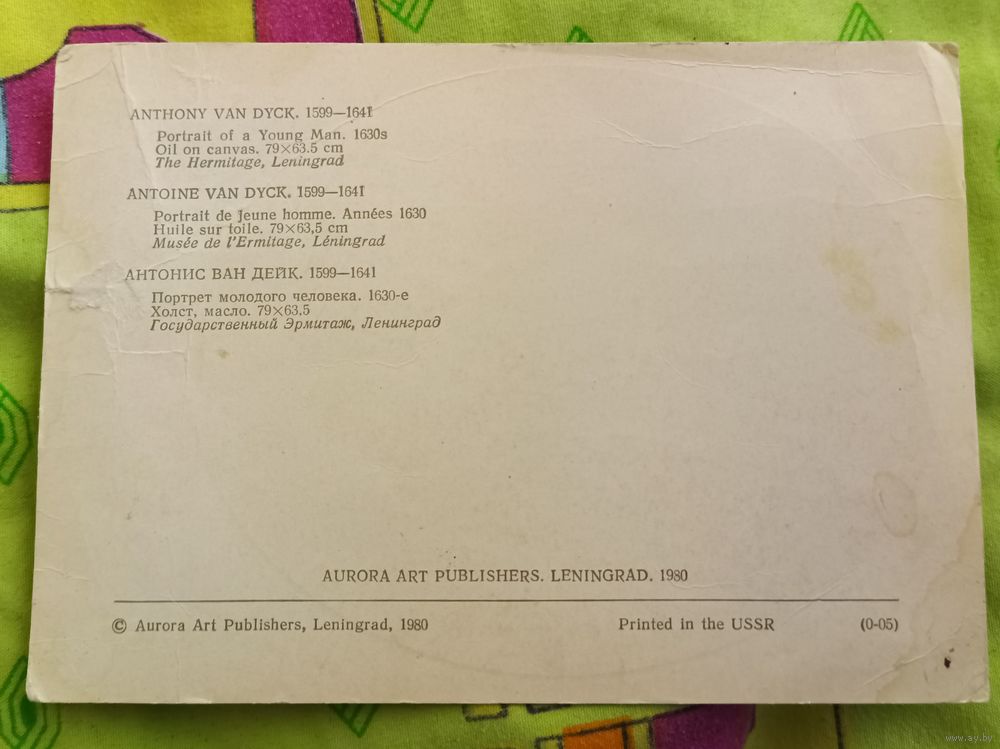 ANTHONY VAN DYCK. 1599—1641
Portrait of a Young Man. 1630s
Oil on canvas. 79×63.5 cm
The Hermitage, Leningrad
ANTOINE VAN DYCK. 1599—1641
Portrait de Jeune homme. Années 1630
Huile sur toile. 79×63,5 cm
Musée de l'Ermitage, Léningrad
АНТОНИС ВАН ДЕЙК. 1599—1641
Портрет молодого человека. 1630-е
Холст, масло. 79×63.5
Государственный Эрмитаж, Ленинград
AURORA ART PUBLISHERS. LENINGRAD. 1980
© Aurora Art Publishers, Leningrad, 1980 Printed in the USSR (0-05)
www.ay.by